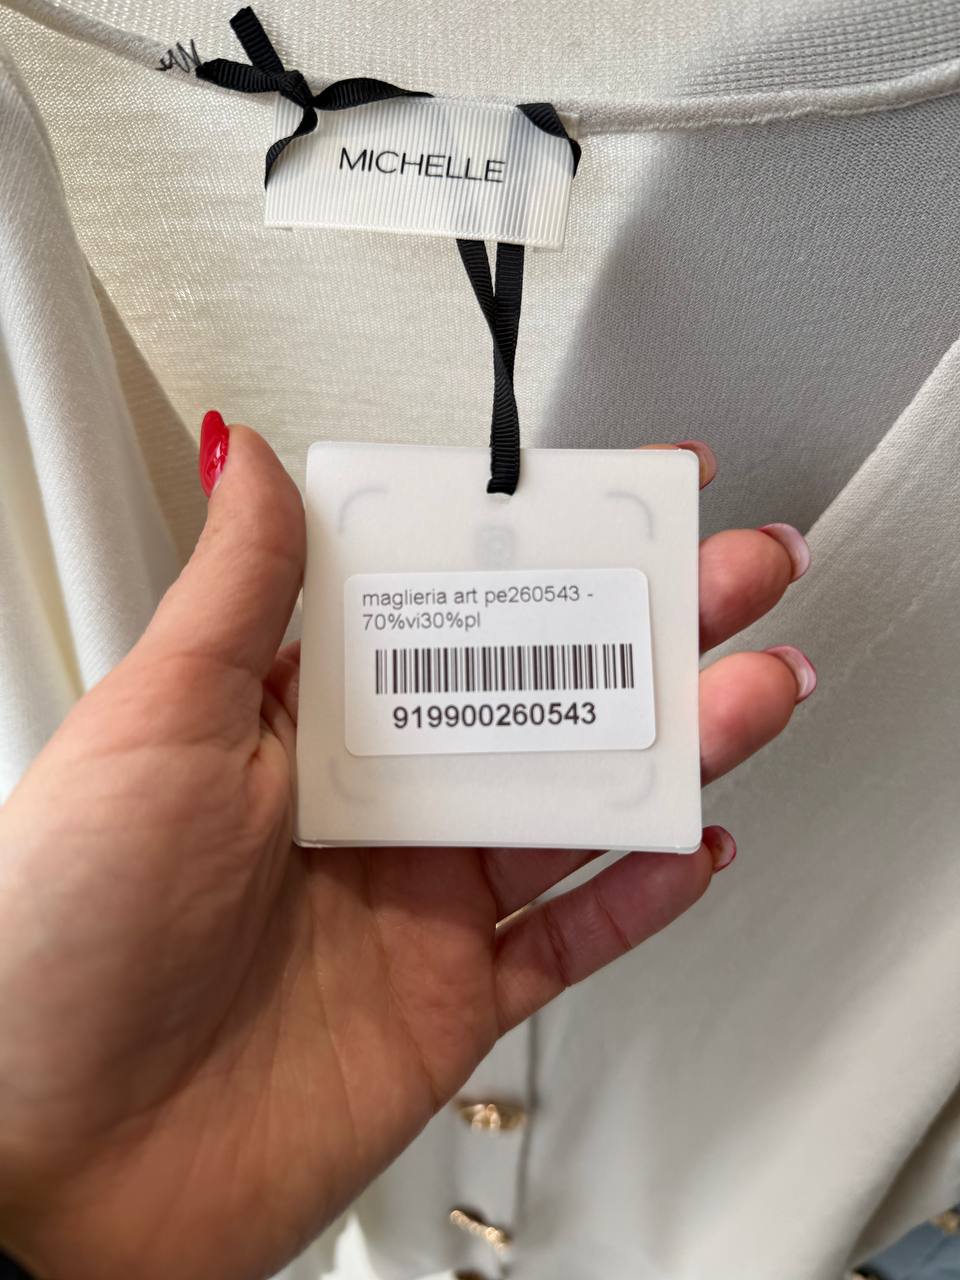 MICHELLE
maglieria art pe260543 -
70%vi30%pl
919900260543